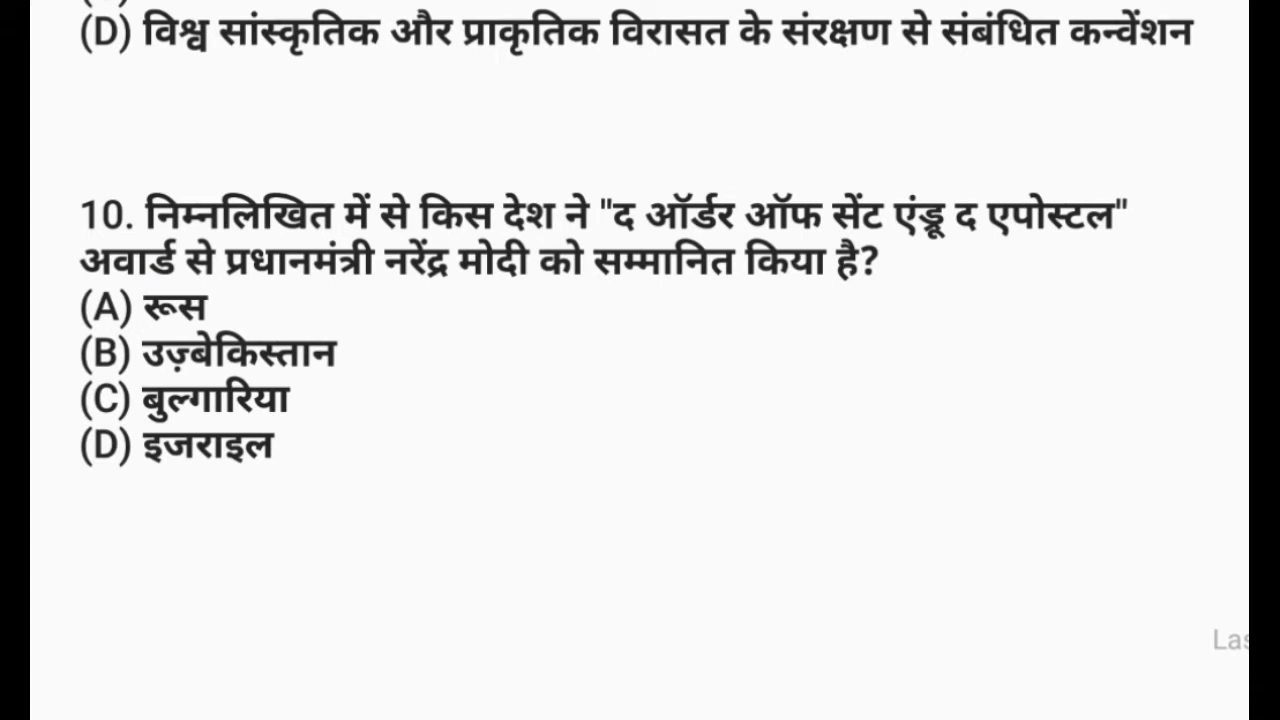 (D) विश्व सांस्कृतिक और प्राकृतिक विरासत के संरक्षण से संबंधित कन्वेंशन
10. निम्नलिखित में से किस देश ने "द ऑर्डर ऑफ सेंट एंड्रू द एपोस्टल"
अवार्ड से प्रधानमंत्री नरेंद्र मोदी को सम्मानित किया है?
(A) रूस
(B) उज़्बेकिस्तान
(C) बुल्गारिया
(D) इजराइल